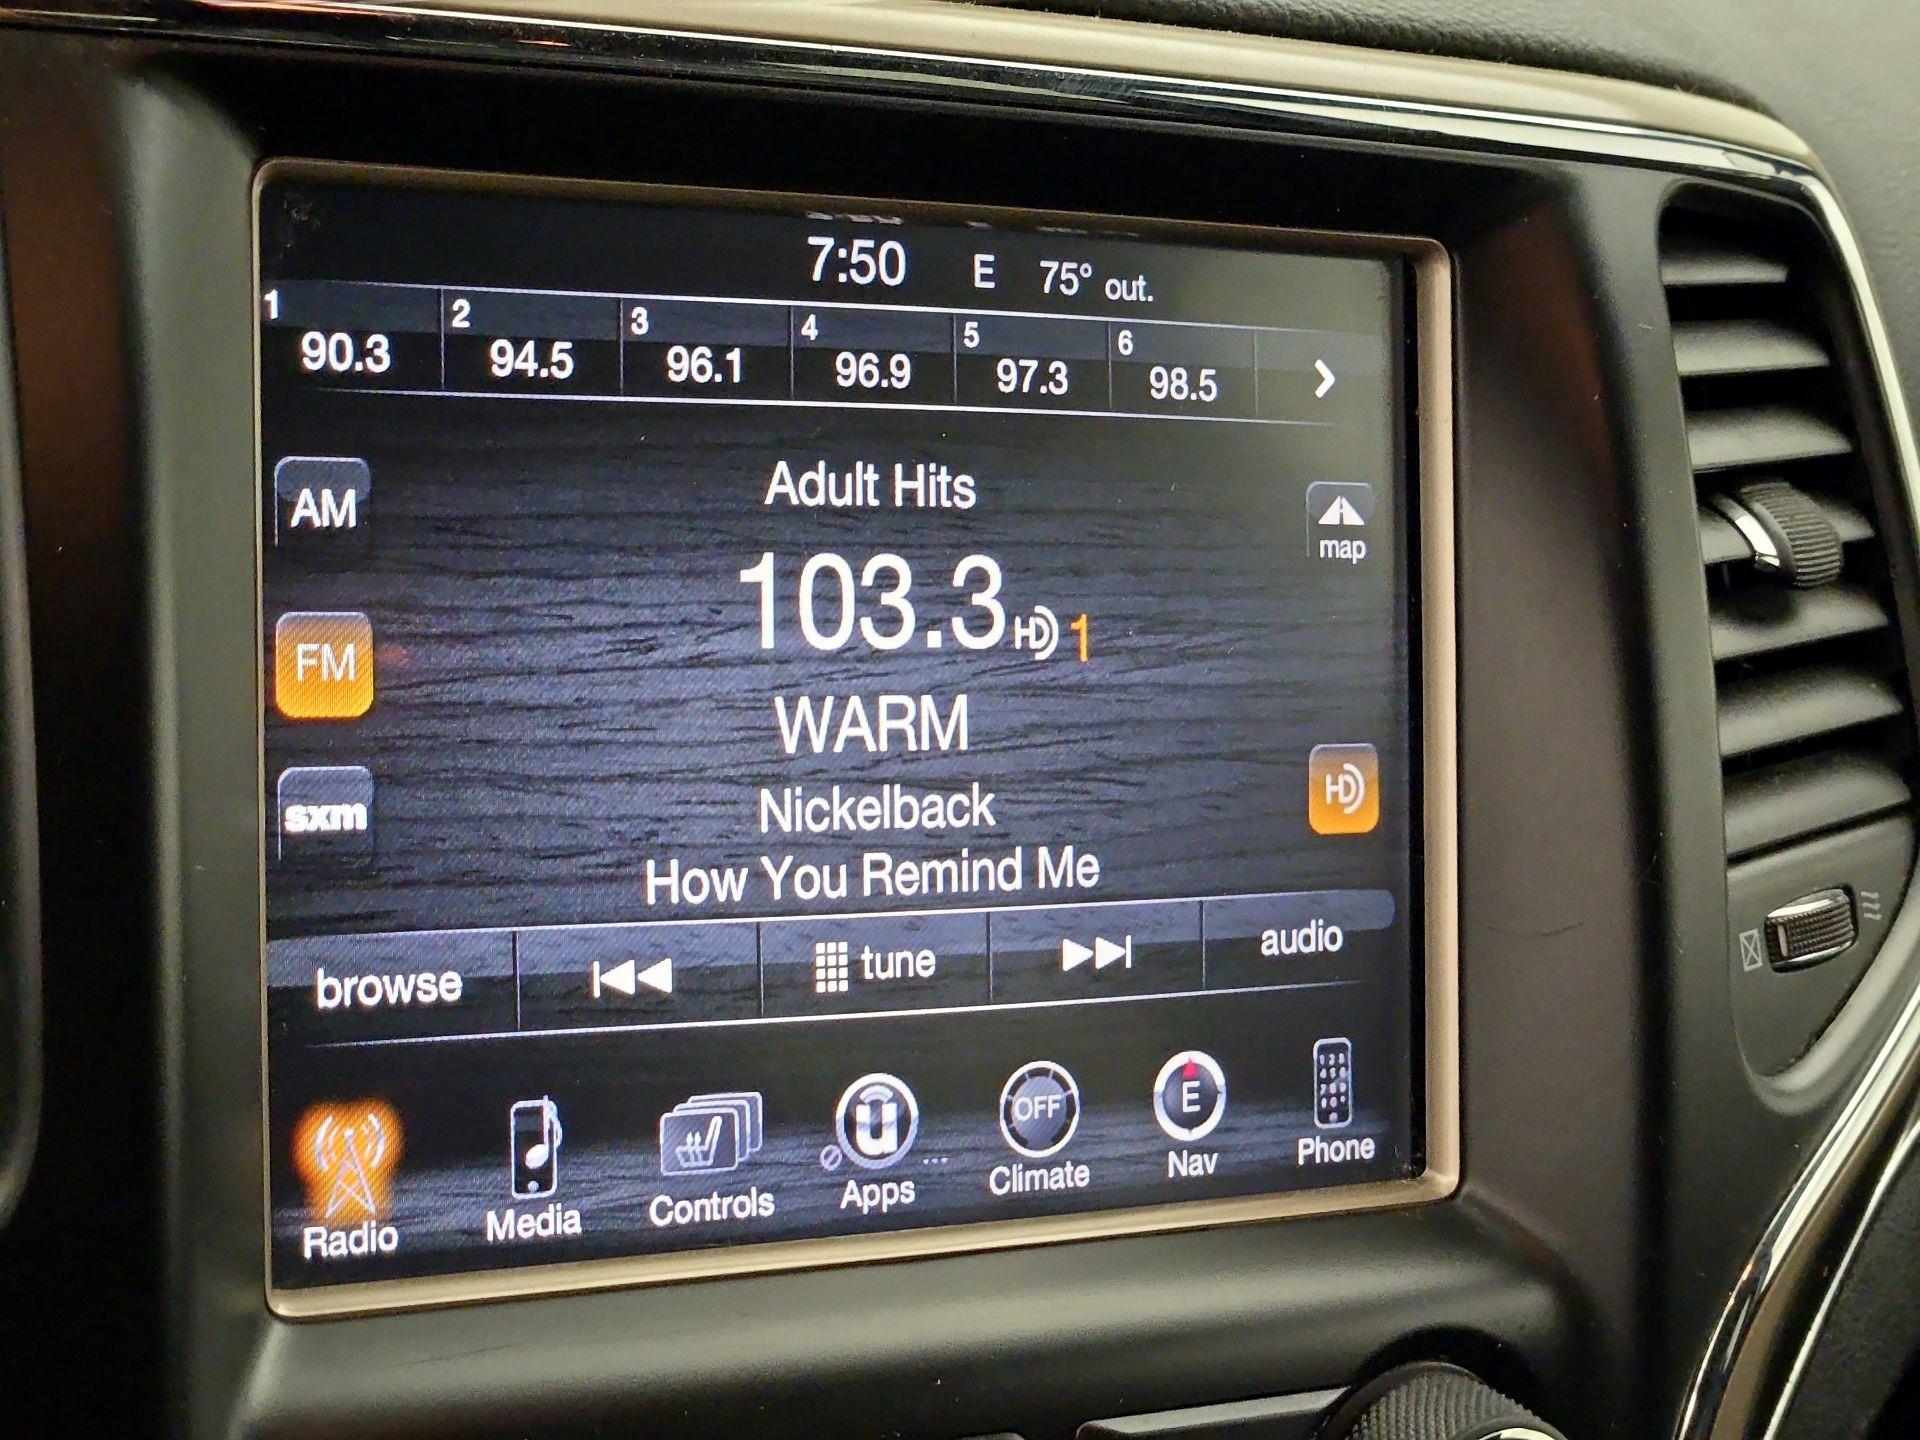 7:50 E 75° out.
1 2 3 4 5 6
90.3 94.5 96.1 96.9 97.3 98.5
Adult Hits
AM
map
103.3 HD 1
FM
WARM
HD
sxm
Nickelback
How You Remind Me
browse tune audio
OFF E
Radio Media Controls Apps Climate Nav Phone